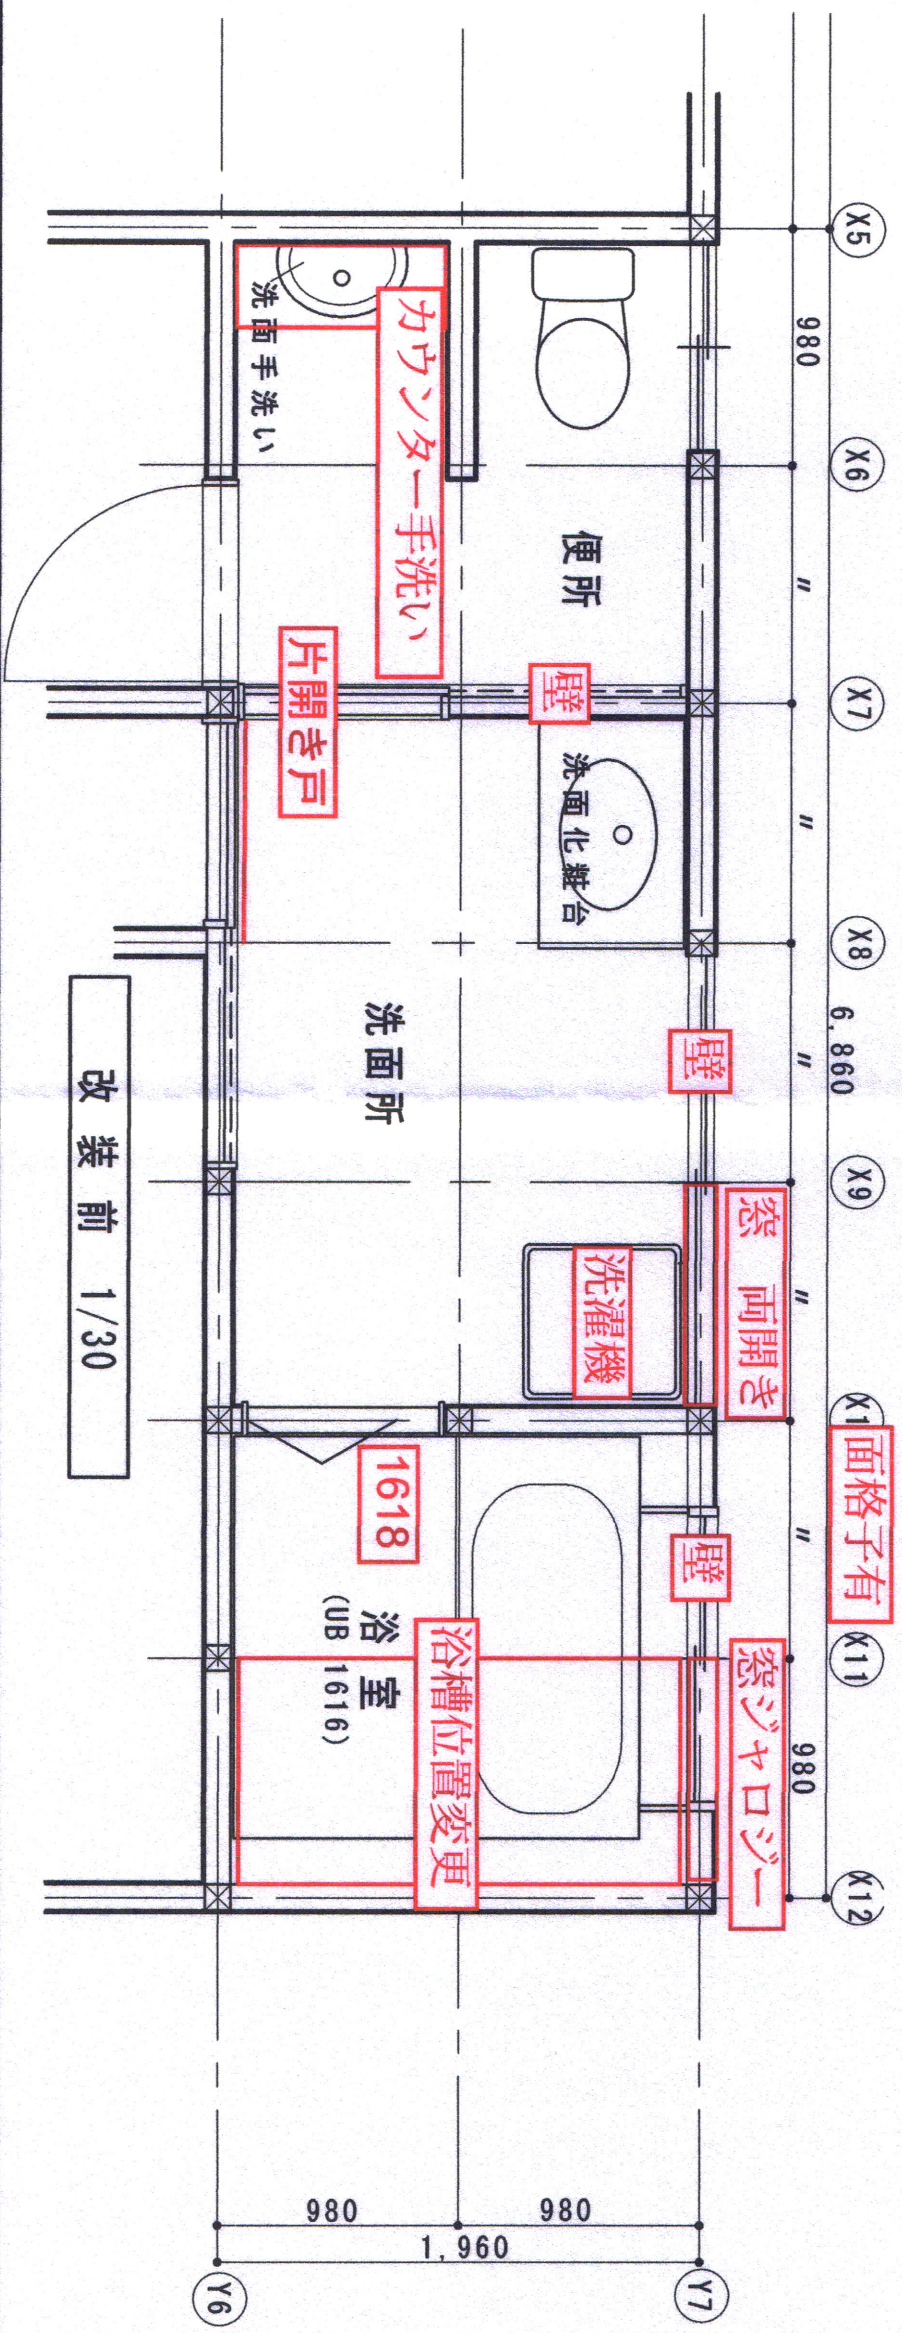 X5
X6
X7
X8
X9
X1
X11
X12
6,860
980
〃
〃
〃
〃
〃
980
面格子有
窓 両開き
窓ジャロジー
壁
壁
壁
便所
洗面化粧台
洗濯機
カウンター手洗い
洗面手洗い
片開き戸
洗面所
1618
浴室
(UB 1616)
浴槽位置変更
改装前 1/30
980
980
1,960
Y7
Y6